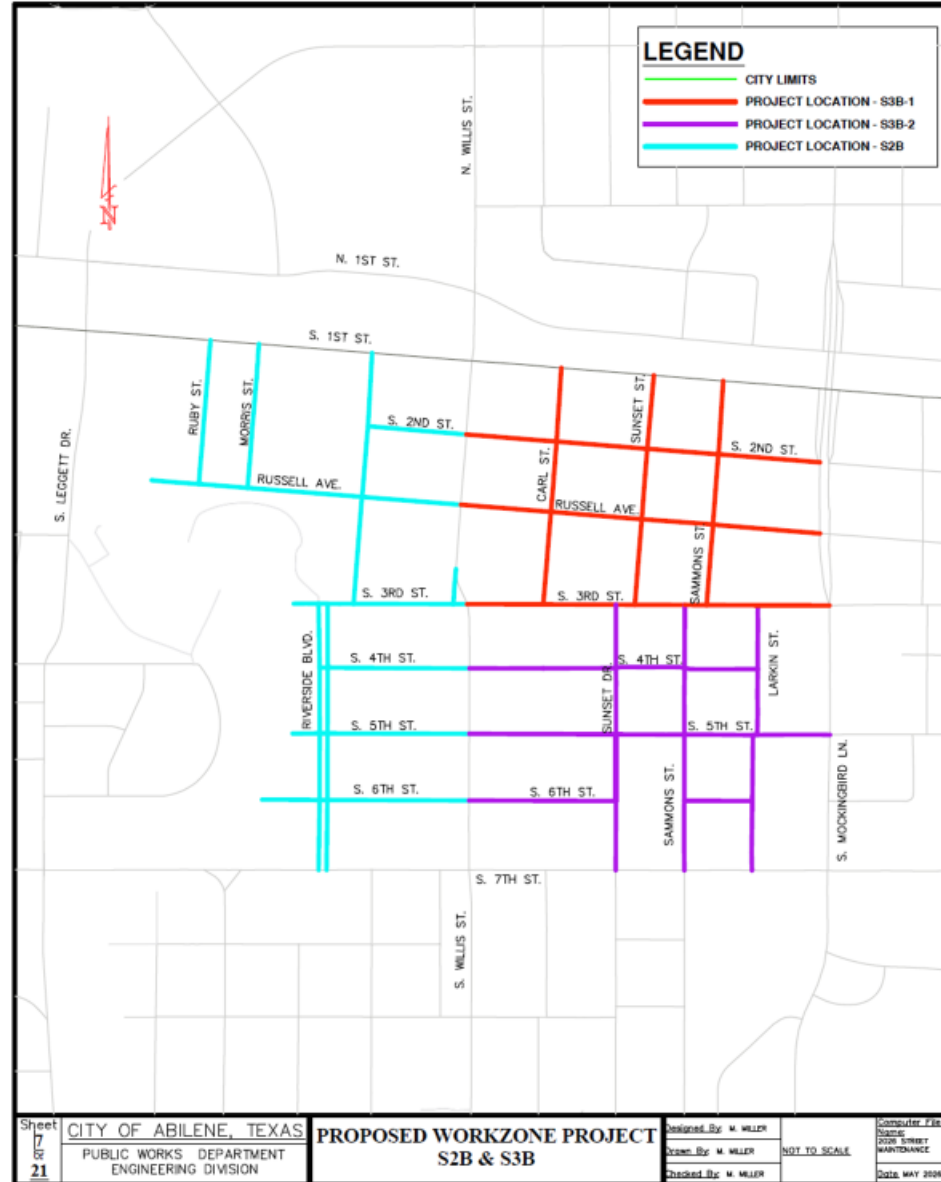 LEGEND
CITY LIMITS
PROJECT LOCATION - S3B-1
PROJECT LOCATION - S3B-2
PROJECT LOCATION - S2B
N. WILLIS ST.
N
N. 1ST ST.
S. 1ST ST.
RUBY ST.
MORRIS ST.
S. LEGGETT DR.
S. 2ND ST.
SUNSET ST.
S. 2ND ST.
CARL ST.
RUSSELL AVE.
RUSSELL AVE.
SAMMONS ST.
S. 3RD ST.
S. 3RD ST.
RIVERSIDE BLVD.
S. 4TH ST.
SUNSET DR.
S. 4TH ST.
LARKIN ST.
S. 5TH ST.
S. 5TH ST.
S. 6TH ST.
S. 6TH ST.
SAMMONS ST.
S. MOCKINGBIRD LN.
S. 7TH ST.
S. WILLIS ST.
Sheet
7
OF
21
CITY OF ABILENE, TEXAS
PUBLIC WORKS DEPARTMENT
ENGINEERING DIVISION
PROPOSED WORKZONE PROJECT
S2B & S3B
Designed By: M. MILLER
Drawn By: M. MILLER
Checked By: M. MILLER
NOT TO SCALE
Computer File
Name:
2026 STREET
MAINTENANCE
Date: MAY 2026